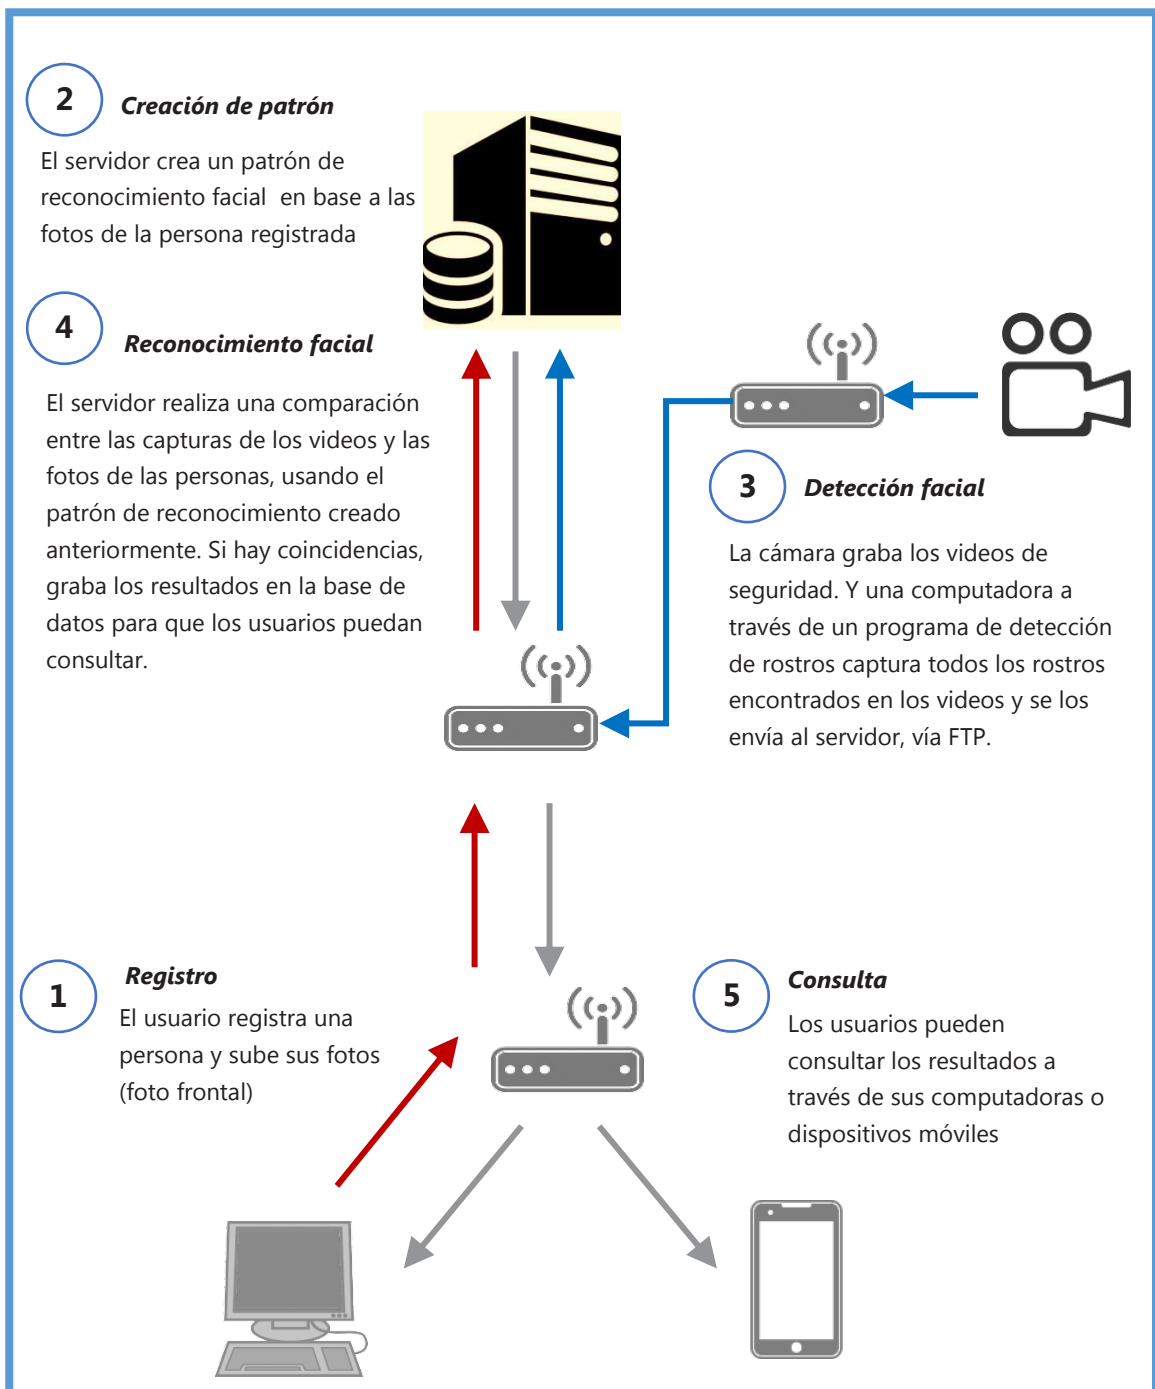 2
Creación de patrón
El servidor crea un patrón de
reconocimiento facial en base a las
fotos de la persona registrada
4
Reconocimiento facial
El servidor realiza una comparación
entre las capturas de los videos y las
fotos de las personas, usando el
patrón de reconocimiento creado
anteriormente. Si hay coincidencias,
graba los resultados en la base de
datos para que los usuarios puedan
consultar.
3
Detección facial
La cámara graba los videos de
seguridad. Y una computadora a
través de un programa de detección
de rostros captura todos los rostros
encontrados en los videos y se los
envía al servidor, vía FTP.
1
Registro
El usuario registra una
persona y sube sus fotos
(foto frontal)
5
Consulta
Los usuarios pueden
consultar los resultados a
través de sus computadoras o
dispositivos móviles